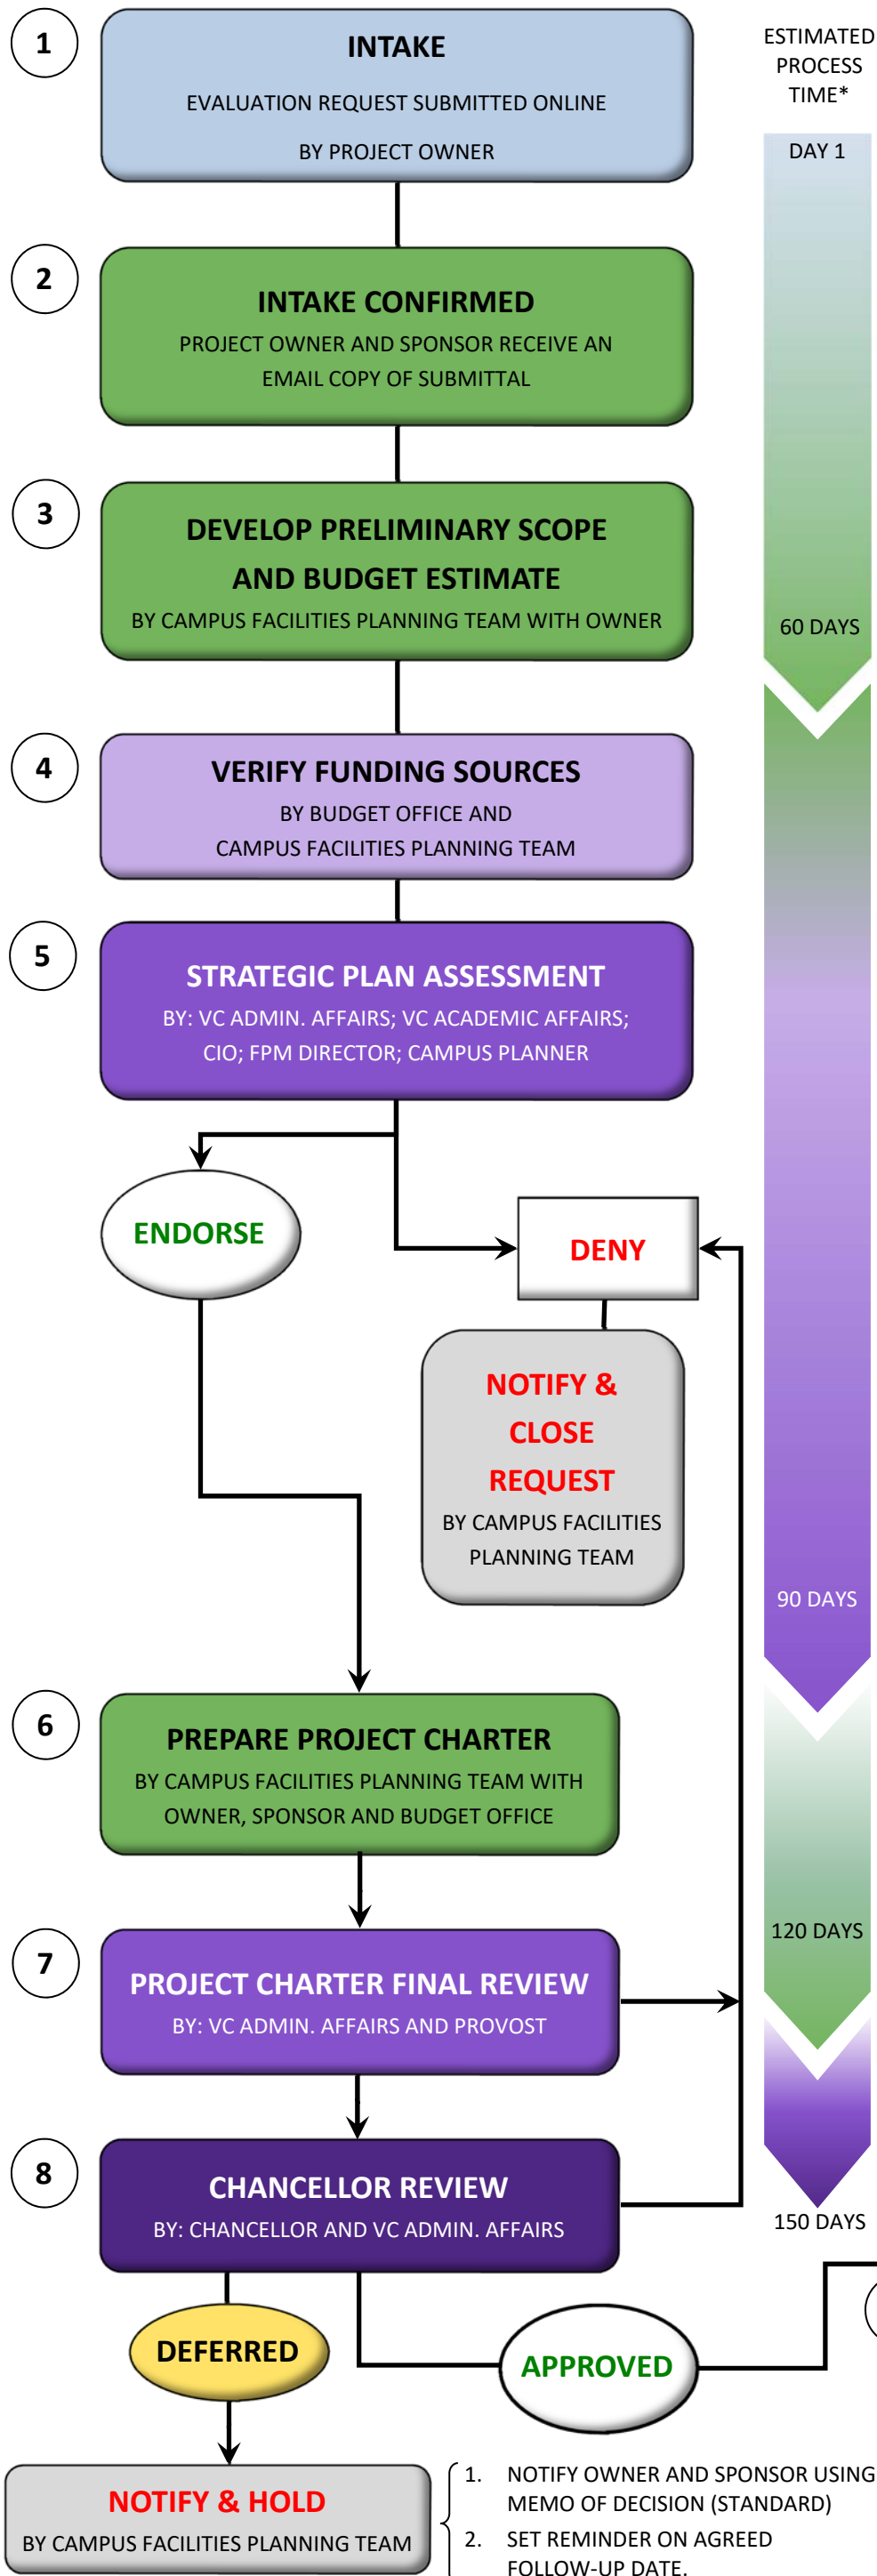 1
INTAKE
EVALUATION REQUEST SUBMITTED ONLINE
BY PROJECT OWNER
ESTIMATED
PROCESS
TIME*
DAY 1
2
INTAKE CONFIRMED
PROJECT OWNER AND SPONSOR RECEIVE AN
EMAIL COPY OF SUBMITTAL
3
DEVELOP PRELIMINARY SCOPE
AND BUDGET ESTIMATE
BY CAMPUS FACILITIES PLANNING TEAM WITH OWNER
60 DAYS
4
VERIFY FUNDING SOURCES
BY BUDGET OFFICE AND
CAMPUS FACILITIES PLANNING TEAM
5
STRATEGIC PLAN ASSESSMENT
BY: VC ADMIN. AFFAIRS; VC ACADEMIC AFFAIRS;
CIO; FPM DIRECTOR; CAMPUS PLANNER
ENDORSE
DENY
NOTIFY &
CLOSE
REQUEST
BY CAMPUS FACILITIES
PLANNING TEAM
90 DAYS
6
PREPARE PROJECT CHARTER
BY CAMPUS FACILITIES PLANNING TEAM WITH
OWNER, SPONSOR AND BUDGET OFFICE
120 DAYS
7
PROJECT CHARTER FINAL REVIEW
BY: VC ADMIN. AFFAIRS AND PROVOST
8
CHANCELLOR REVIEW
BY: CHANCELLOR AND VC ADMIN. AFFAIRS
150 DAYS
DEFERRED
APPROVED
NOTIFY & HOLD
BY CAMPUS FACILITIES PLANNING TEAM
1. NOTIFY OWNER AND SPONSOR USING
MEMO OF DECISION (STANDARD)
2. SET REMINDER ON AGREED
FOLLOW-UP DATE.